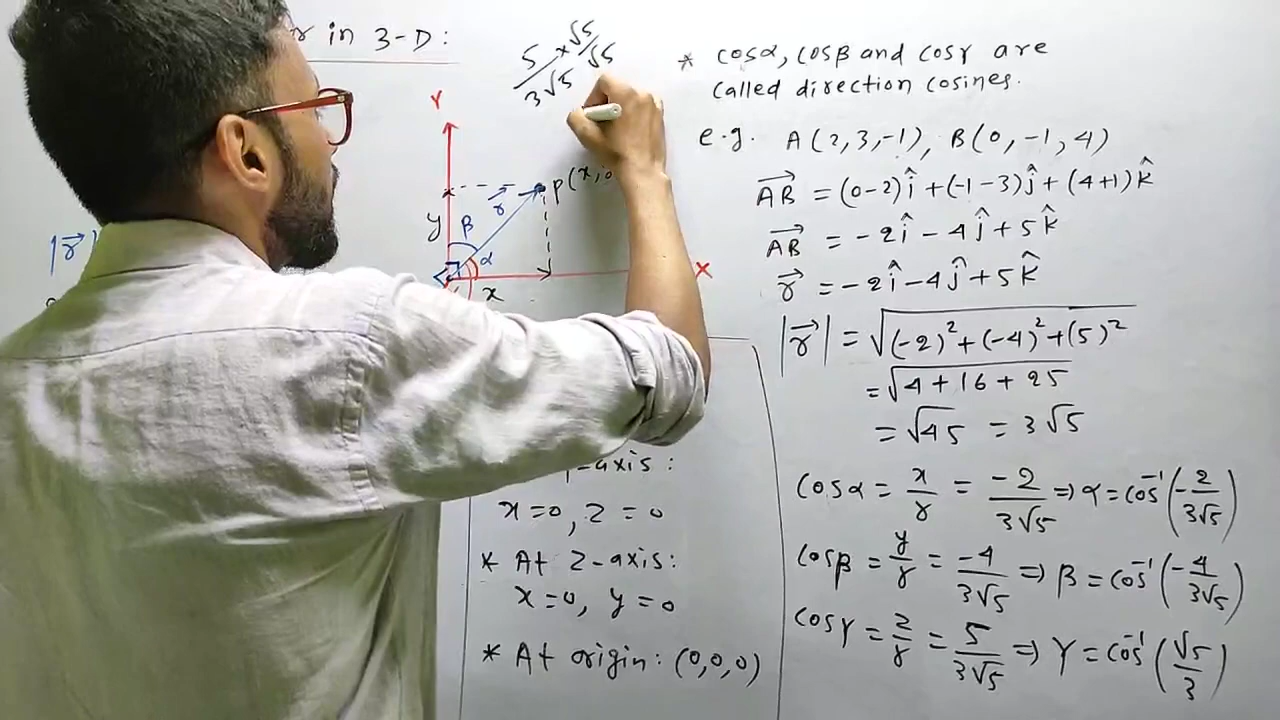 in 3-D:
5/3√5 × √5/√5
Y
P(x,
r⃗
y
β
α
X
x
|r⃗|
-axis:
x=0, z=0
* At z-axis:
x=0, y=0
* At origin: (0,0,0)
* cosα, cosβ and cosγ are
called direction cosines.
e.g. A(2,3,-1), B(0,-1,4)
A⃗B⃗ = (0-2)î+(-1-3)ĵ+(4+1)k̂
A⃗B⃗ = -2î-4ĵ+5k̂
r⃗ = -2î-4ĵ+5k̂
|r⃗| = √((-2)²+(-4)²+(5)²)
= √(4+16+25)
= √45 = 3√5
cosα = x/r = -2/3√5 ⇒ α = cos⁻¹(-2/3√5)
cosβ = y/r = -4/3√5 ⇒ β = cos⁻¹(-4/3√5)
cosγ = z/r = 5/3√5 ⇒ γ = cos⁻¹(√5/3)